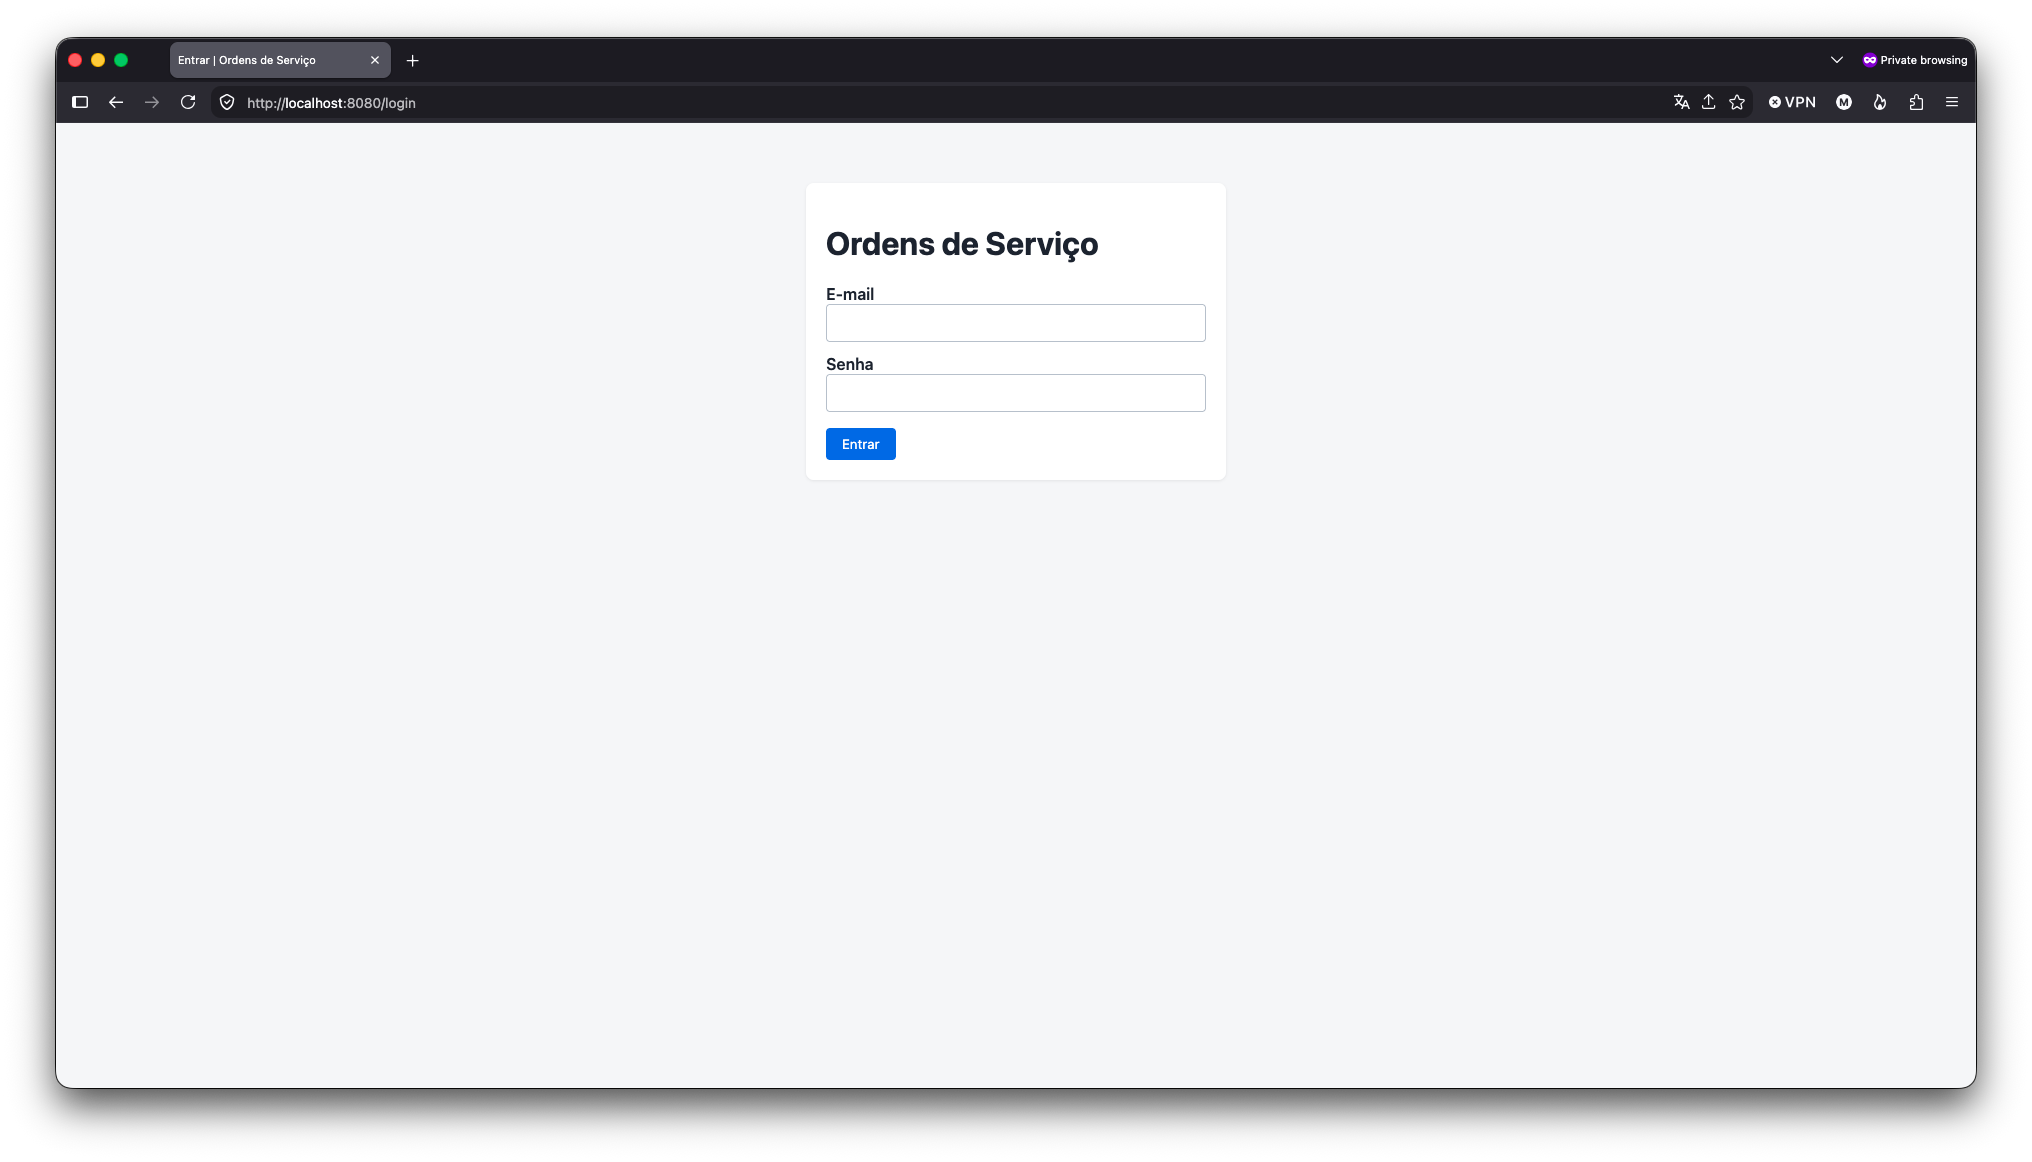 Entrar | Ordens de Serviço
Private browsing
http://localhost:8080/login
VPN
M
Ordens de Serviço
E-mail
Senha
Entrar